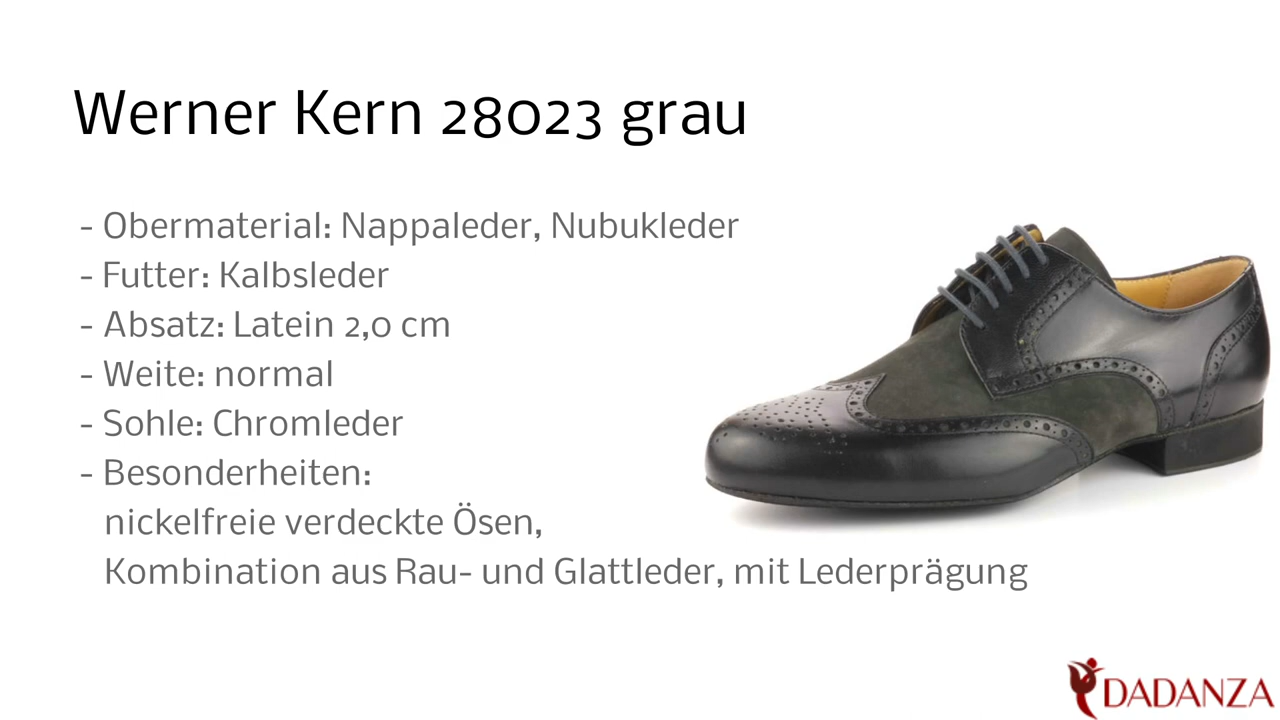 Werner Kern 28023 grau
- Obermaterial: Nappaleder, Nubukleder
- Futter: Kalbsleder
- Absatz: Latein 2,0 cm
- Weite: normal
- Sohle: Chromleder
- Besonderheiten:
nickelfreie verdeckte Ösen,
Kombination aus Rau- und Glattleder, mit Lederprägung
DADANZA